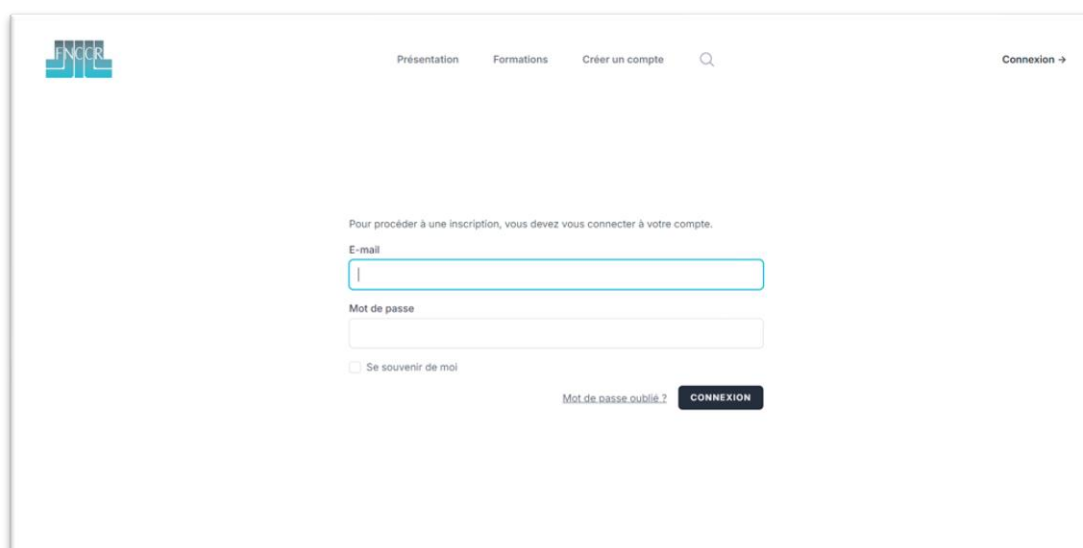 FNCCR
Présentation Formations Créer un compte Connexion →
Pour procéder à une inscription, vous devez vous connecter à votre compte.
E-mail
Mot de passe
Se souvenir de moi
Mot de passe oublié ? CONNEXION